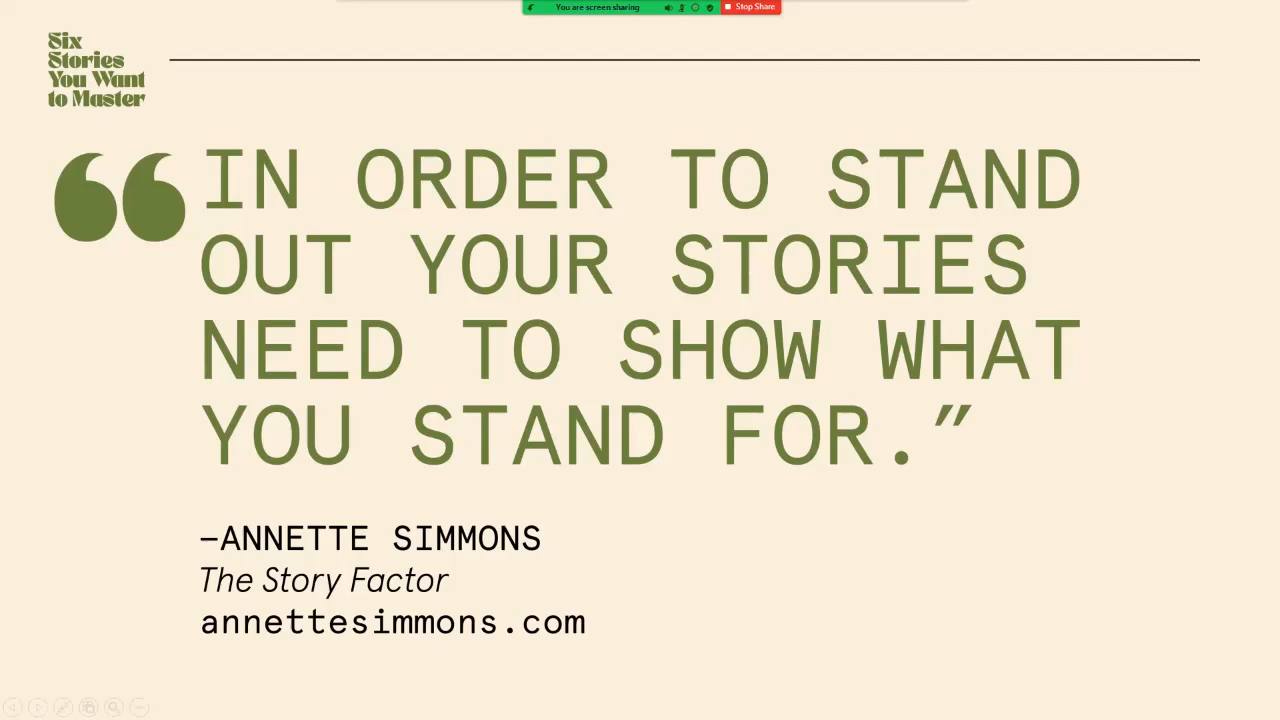 You are screen sharing
Stop Share
Six
Stories
You Want
to Master
“IN ORDER TO STAND
OUT YOUR STORIES
NEED TO SHOW WHAT
YOU STAND FOR.”
–ANNETTE SIMMONS
The Story Factor
annettesimmons.com